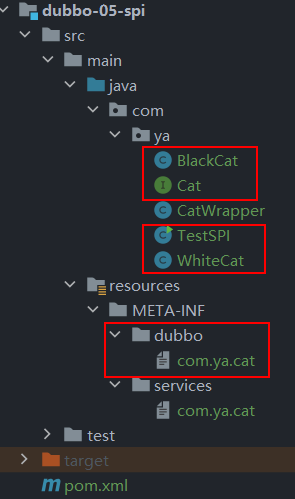 dubbo-05-spi
src
main
java
com
ya
BlackCat
Cat
CatWrapper
TestSPI
WhiteCat
resources
META-INF
dubbo
com.ya.cat
services
com.ya.cat
test
target
pom.xml